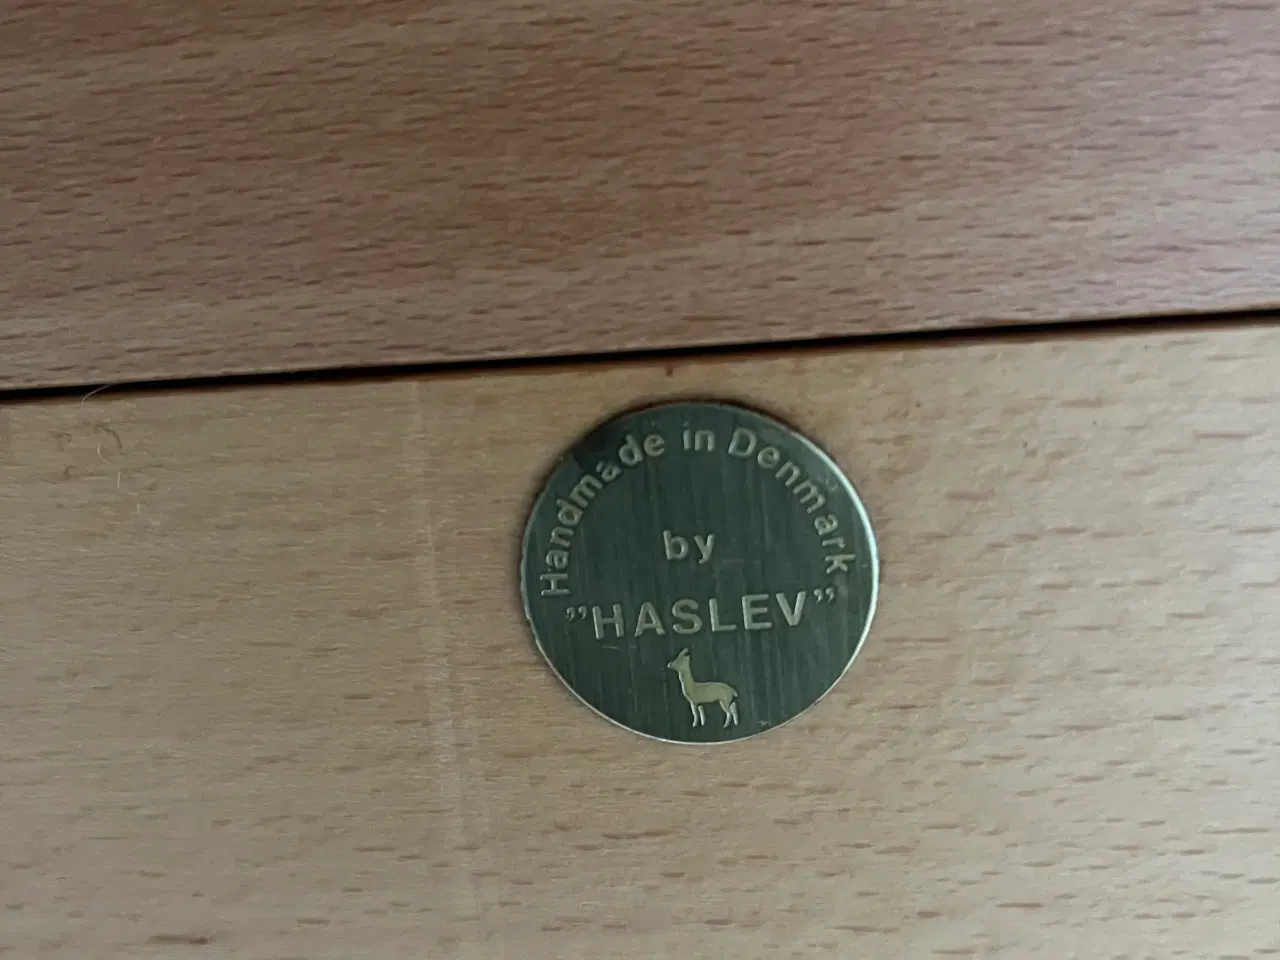 Handmade in Denmark
by
”HASLEV”